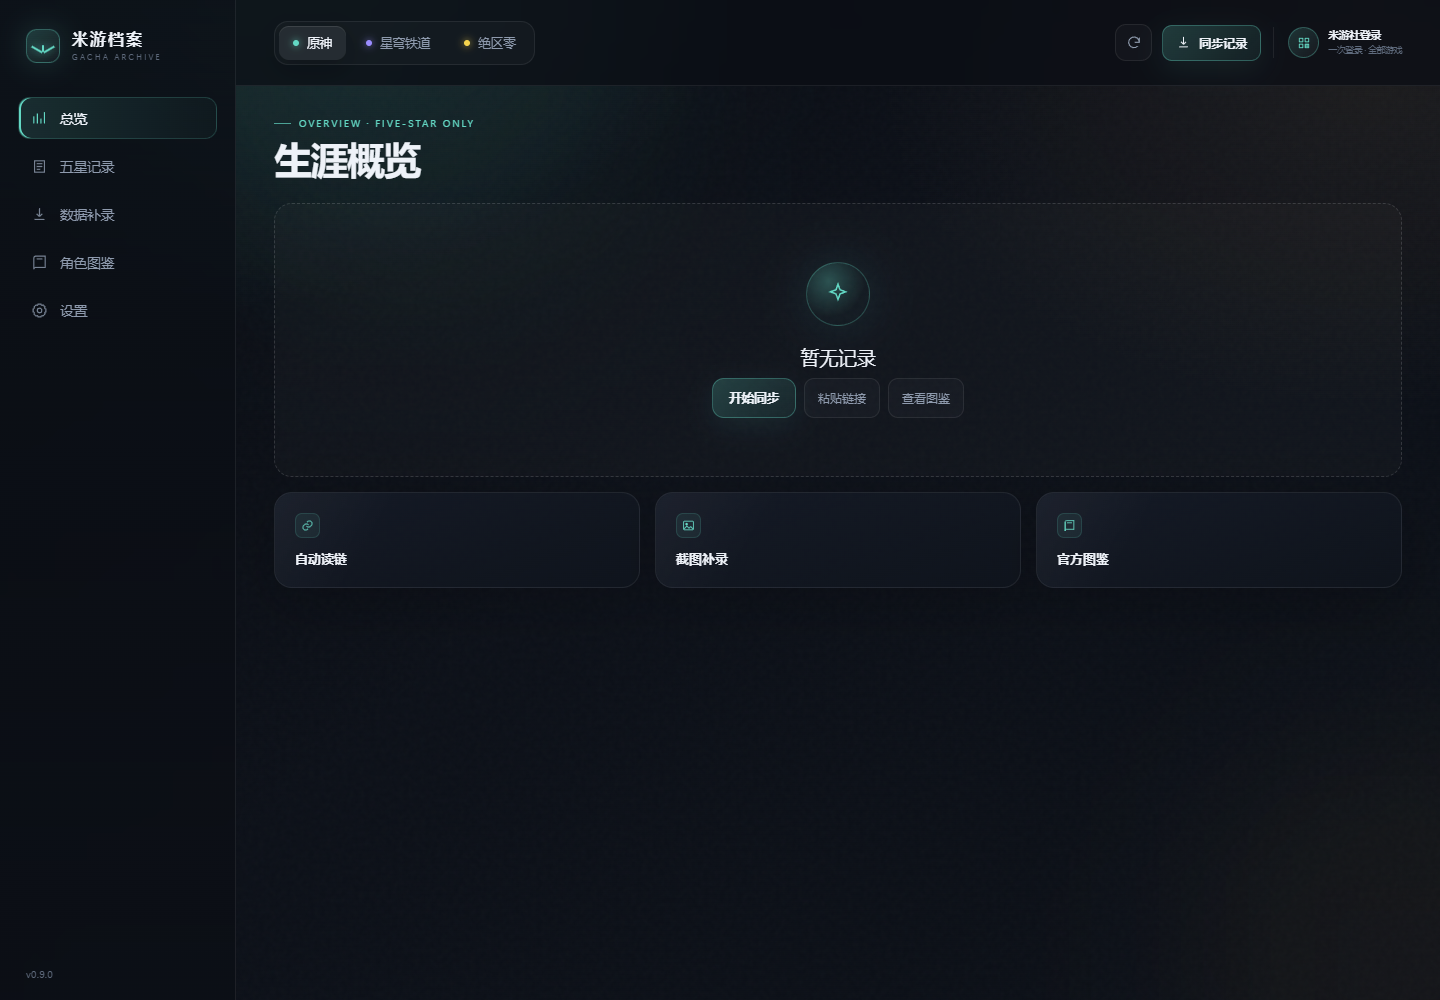 米游档案
GACHA ARCHIVE
总览
五星记录
数据补录
角色图鉴
设置
v0.9.0
原神
星穹铁道
绝区零
同步记录
米游社登录
一次登录 · 全部游戏
OVERVIEW · FIVE-STAR ONLY
生涯概览
暂无记录
开始同步
粘贴链接
查看图鉴
自动读链
截图补录
官方图鉴